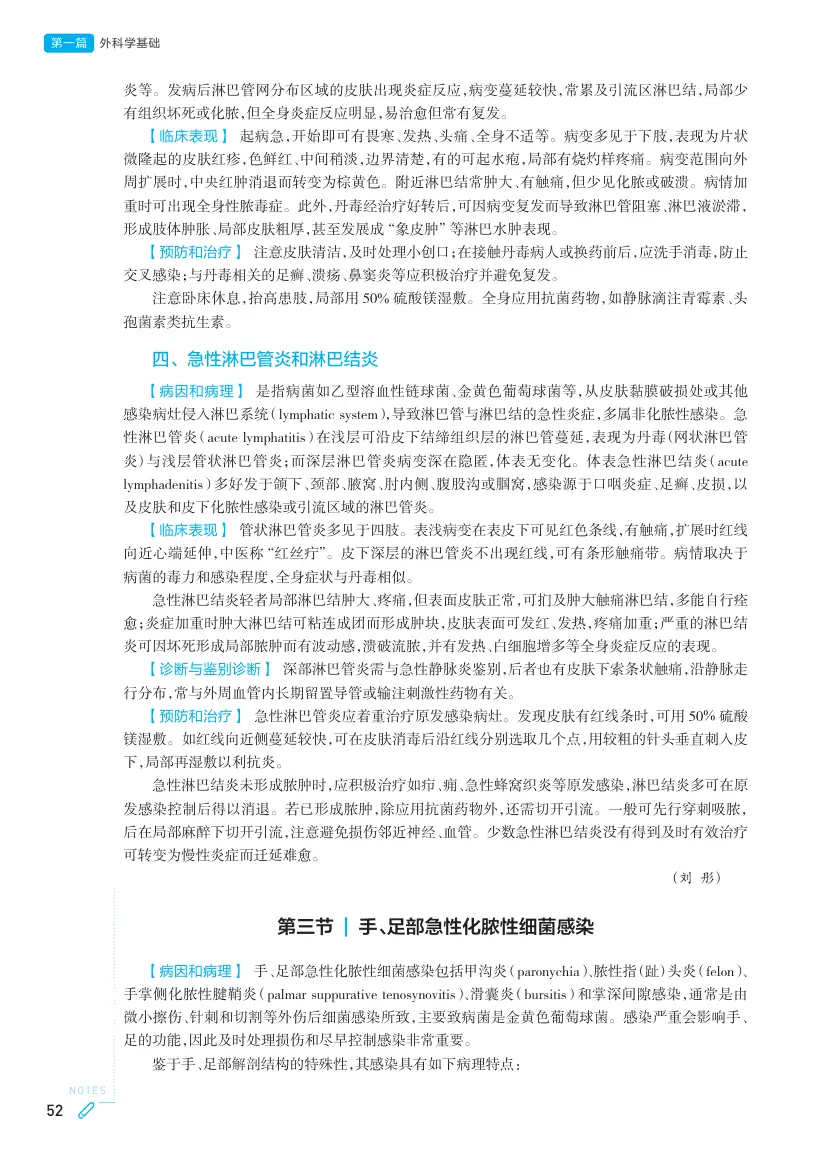 第一篇 外科学基础
炎等。发病后淋巴管网分布区域的皮肤出现炎症反应,病变蔓延较快,常累及引流区淋巴结,局部少
有组织坏死或化脓,但全身炎症反应明显,易治愈但常有复发。
【临床表现】 起病急,开始即可有畏寒、发热、头痛、全身不适等。病变多见于下肢,表现为片状
微隆起的皮肤红疹,色鲜红、中间稍淡,边界清楚,有的可起水疱,局部有烧灼样疼痛。病变范围向外
周扩展时,中央红肿消退而转变为棕黄色。附近淋巴结常肿大、有触痛,但少见化脓或破溃。病情加
重时可出现全身性脓毒症。此外,丹毒经治疗好转后,可因病变复发而导致淋巴管阻塞、淋巴液淤滞,
形成肢体肿胀、局部皮肤粗厚,甚至发展成“象皮肿”等淋巴水肿表现。
【预防和治疗】 注意皮肤清洁,及时处理小创口;在接触丹毒病人或换药前后,应洗手消毒,防止
交叉感染;与丹毒相关的足癣、溃疡、鼻窦炎等应积极治疗并避免复发。
注意卧床休息,抬高患肢,局部用 50% 硫酸镁湿敷。全身应用抗菌药物,如静脉滴注青霉素、头
孢菌素类抗生素。
四、急性淋巴管炎和淋巴结炎
【病因和病理】 是指病菌如乙型溶血性链球菌、金黄色葡萄球菌等,从皮肤黏膜破损处或其他
感染病灶侵入淋巴系统(lymphatic system),导致淋巴管与淋巴结的急性炎症,多属非化脓性感染。急
性淋巴管炎(acute lymphatitis)在浅层可沿皮下结缔组织层的淋巴管蔓延,表现为丹毒(网状淋巴管
炎)与浅层管状淋巴管炎;而深层淋巴管炎病变深在隐匿,体表无变化。体表急性淋巴结炎(acute
lymphadenitis)多好发于颌下、颈部、腋窝、肘内侧、腹股沟或腘窝,感染源于口咽炎症、足癣、皮损,以
及皮肤和皮下化脓性感染或引流区域的淋巴管炎。
【临床表现】 管状淋巴管炎多见于四肢。表浅病变在表皮下可见红色条线,有触痛,扩展时红线
向近心端延伸,中医称“红丝疔”。皮下深层的淋巴管炎不出现红线,可有条形触痛带。病情取决于
病菌的毒力和感染程度,全身症状与丹毒相似。
急性淋巴结炎轻者局部淋巴结肿大、疼痛,但表面皮肤正常,可扪及肿大触痛淋巴结,多能自行痊
愈;炎症加重时肿大淋巴结可粘连成团而形成肿块,皮肤表面可发红、发热,疼痛加重;严重的淋巴结
炎可因坏死形成局部脓肿而有波动感,溃破流脓,并有发热、白细胞增多等全身炎症反应的表现。
【诊断与鉴别诊断】 深部淋巴管炎需与急性静脉炎鉴别,后者也有皮肤下索条状触痛,沿静脉走
行分布,常与外周血管内长期留置导管或输注刺激性药物有关。
【预防和治疗】 急性淋巴管炎应着重治疗原发感染病灶。发现皮肤有红线条时,可用 50% 硫酸
镁湿敷。如红线向近侧蔓延较快,可在皮肤消毒后沿红线分别选取几个点,用较粗的针头垂直刺入皮
下,局部再湿敷以利抗炎。
急性淋巴结炎未形成脓肿时,应积极治疗如疖、痈、急性蜂窝织炎等原发感染,淋巴结炎多可在原
发感染控制后得以消退。若已形成脓肿,除应用抗菌药物外,还需切开引流。一般可先行穿刺吸脓,
后在局部麻醉下切开引流,注意避免损伤邻近神经、血管。少数急性淋巴结炎没有得到及时有效治疗
可转变为慢性炎症而迁延难愈。
(刘 彤)
第三节 | 手、足部急性化脓性细菌感染
【病因和病理】 手、足部急性化脓性细菌感染包括甲沟炎(paronychia)、脓性指(趾)头炎(felon)、
手掌侧化脓性腱鞘炎(palmar suppurative tenosynovitis)、滑囊炎(bursitis)和掌深间隙感染,通常是由
微小擦伤、针刺和切割等外伤后细菌感染所致,主要致病菌是金黄色葡萄球菌。感染严重会影响手、
足的功能,因此及时处理损伤和尽早控制感染非常重要。
鉴于手、足部解剖结构的特殊性,其感染具有如下病理特点:
NOTES
52